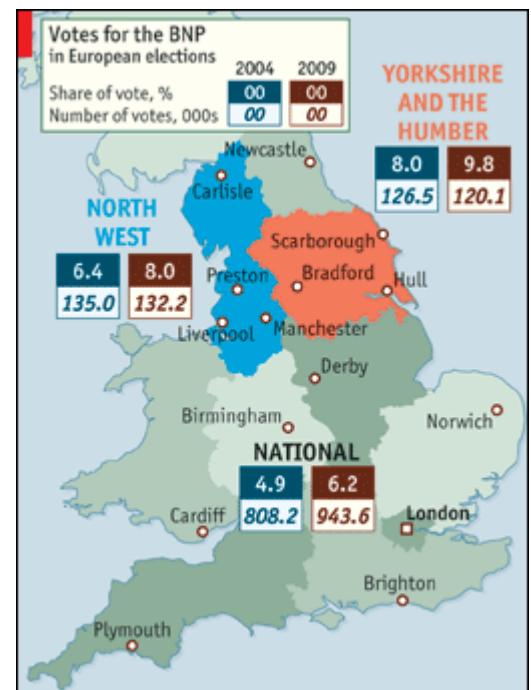 Votes for the BNP
in European elections
2004 2009
Share of vote, % 00 00
Number of votes, 000s 00 00
YORKSHIRE
AND THE
HUMBER
8.0 9.8
126.5 120.1
Newcastle
Carlisle
NORTH
WEST
6.4 8.0
135.0 132.2
Scarborough
Preston
Bradford
Hull
Liverpool
Manchester
Derby
Birmingham
Norwich
NATIONAL
4.9 6.2
808.2 943.6
Cardiff
London
Brighton
Plymouth